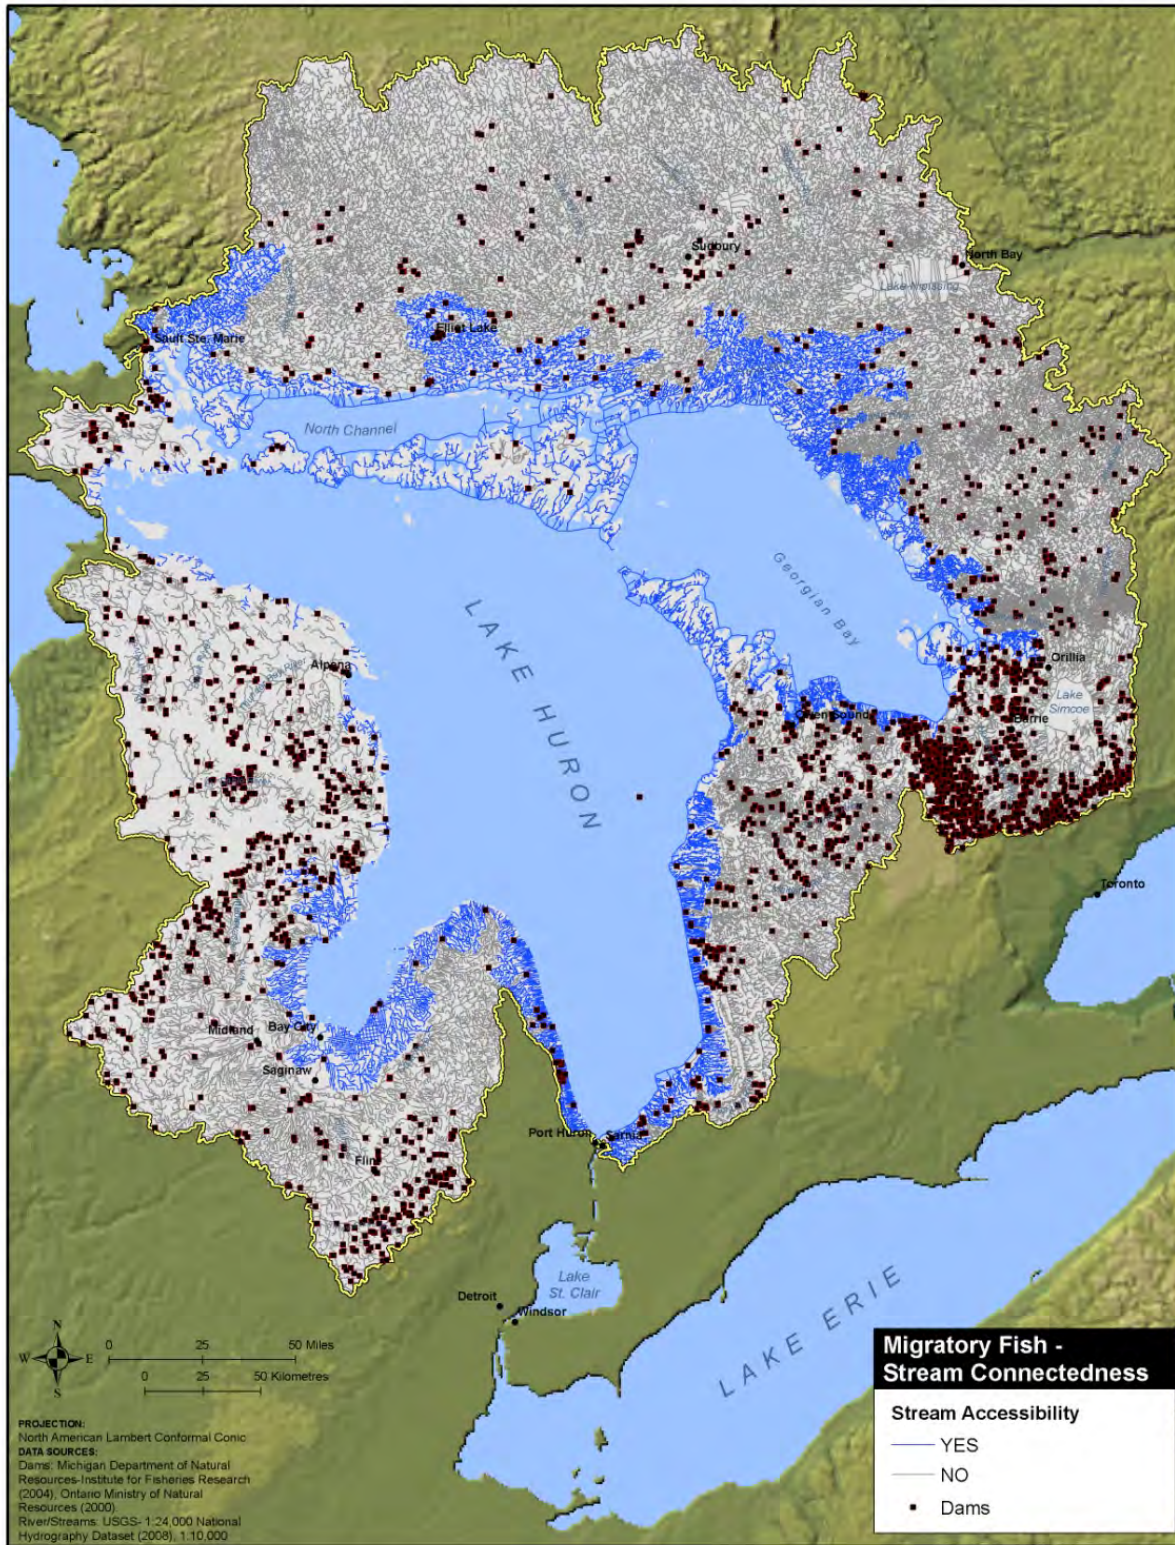 Sudbury
North Bay
Lake Nipissing
Elliot Lake
Sault Ste. Marie
North Channel
Georgian Bay
LAKE HURON
Alpena
Orillia
Lake
Simcoe
Owen Sound
Barrie
Toronto
Midland
Bay City
Saginaw
Flint
Port Huron
Sarnia
Lake
St. Clair
Detroit
Windsor
LAKE ERIE
N
W E
S
0 25 50 Miles
0 25 50 Kilometres
PROJECTION:
North American Lambert Conformal Conic
DATA SOURCES:
Dams: Michigan Department of Natural
Resources-Institute for Fisheries Research
(2004), Ontario Ministry of Natural
Resources (2000)
River/Streams: USGS- 1:24,000 National
Hydrography Dataset (2008), 1:10,000
Migratory Fish -
Stream Connectedness
Stream Accessibility
YES
NO
Dams